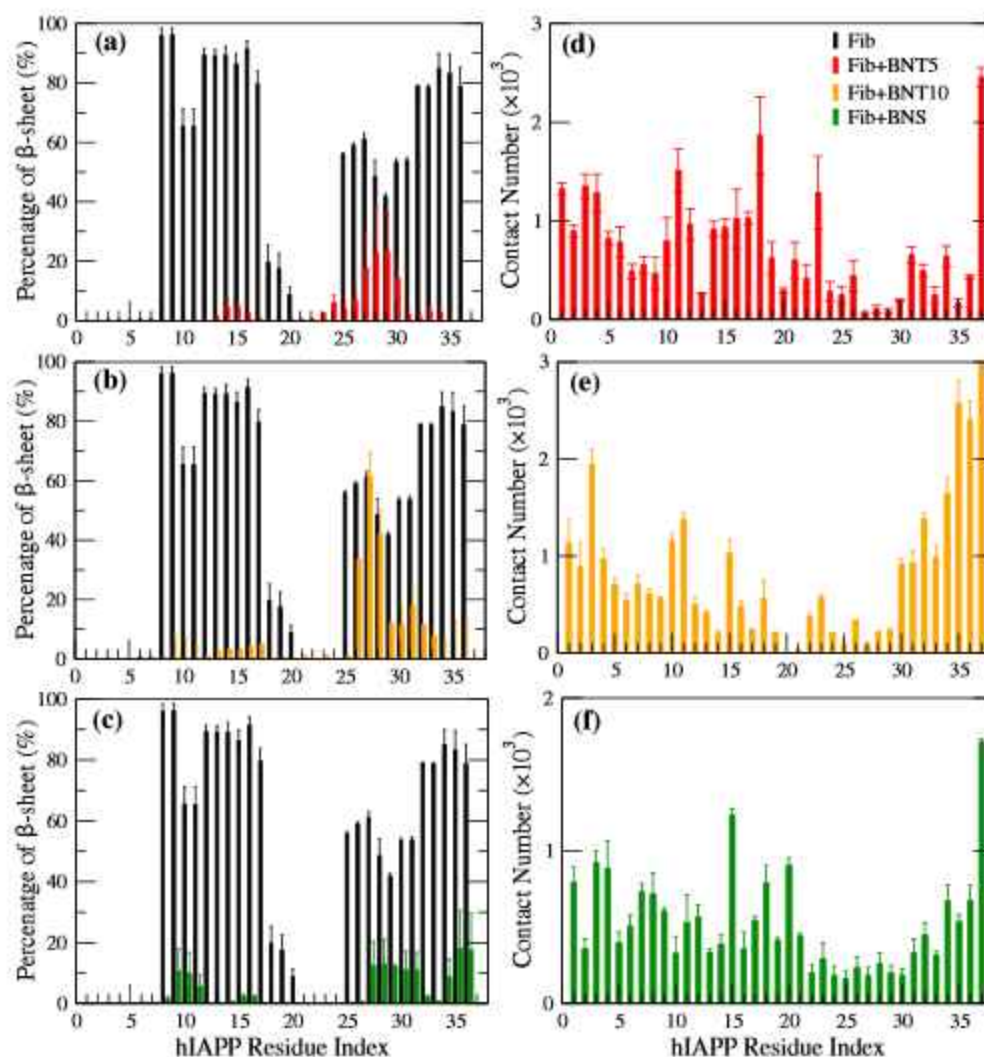 100
80
60
40
20
0
Percenatge of β-sheet (%)
(a)
0 5 10 15 20 25 30 35
3
2
1
0
Contact Number (×10³)
(d)
Fib
Fib+BNT5
Fib+BNT10
Fib+BNS
0 5 10 15 20 25 30 35
100
80
60
40
20
0
Percenatge of β-sheet (%)
(b)
0 5 10 15 20 25 30 35
3
2
1
0
Contact Number (×10³)
(e)
0 5 10 15 20 25 30 35
100
80
60
40
20
0
Percenatge of β-sheet (%)
(c)
0 5 10 15 20 25 30 35
hIAPP Residue Index
2
1
0
Contact Number (×10³)
(f)
0 5 10 15 20 25 30 35
hIAPP Residue Index